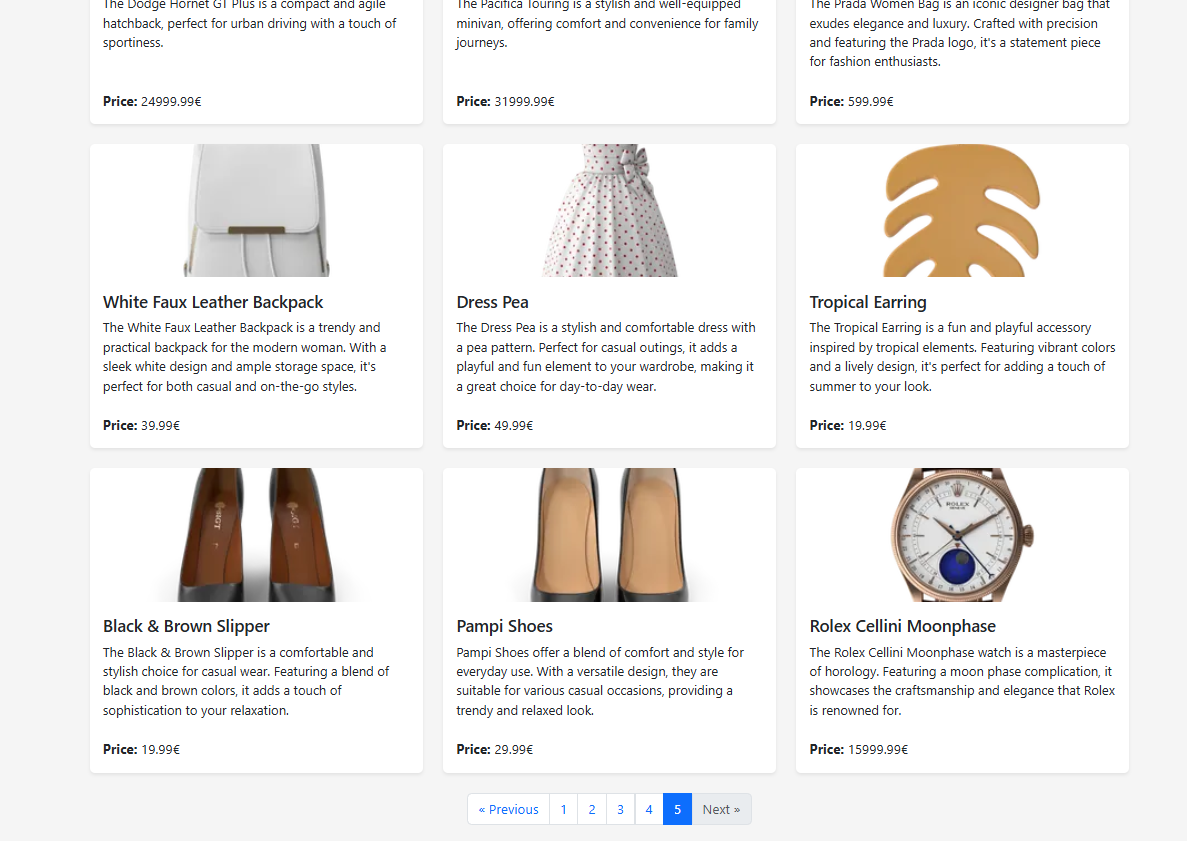 The Dodge Hornet GT Plus is a compact and agile
hatchback, perfect for urban driving with a touch of
sportiness.
Price: 24999.99€
The Pacifica Touring is a stylish and well-equipped
minivan, offering comfort and convenience for family
journeys.
Price: 31999.99€
The Prada Women Bag is an iconic designer bag that
exudes elegance and luxury. Crafted with precision
and featuring the Prada logo, it's a statement piece
for fashion enthusiasts.
Price: 599.99€
White Faux Leather Backpack
The White Faux Leather Backpack is a trendy and
practical backpack for the modern woman. With a
sleek white design and ample storage space, it's
perfect for both casual and on-the-go styles.
Price: 39.99€
Dress Pea
The Dress Pea is a stylish and comfortable dress with
a pea pattern. Perfect for casual outings, it adds a
playful and fun element to your wardrobe, making it
a great choice for day-to-day wear.
Price: 49.99€
Tropical Earring
The Tropical Earring is a fun and playful accessory
inspired by tropical elements. Featuring vibrant colors
and a lively design, it's perfect for adding a touch of
summer to your look.
Price: 19.99€
Black & Brown Slipper
The Black & Brown Slipper is a comfortable and
stylish choice for casual wear. Featuring a blend of
black and brown colors, it adds a touch of
sophistication to your relaxation.
Price: 19.99€
Pampi Shoes
Pampi Shoes offer a blend of comfort and style for
everyday use. With a versatile design, they are
suitable for various casual occasions, providing a
trendy and relaxed look.
Price: 29.99€
ROLEX
Rolex Cellini Moonphase
The Rolex Cellini Moonphase watch is a masterpiece
of horology. Featuring a moon phase complication, it
showcases the craftsmanship and elegance that Rolex
is renowned for.
Price: 15999.99€
« Previous 1 2 3 4 5 Next »